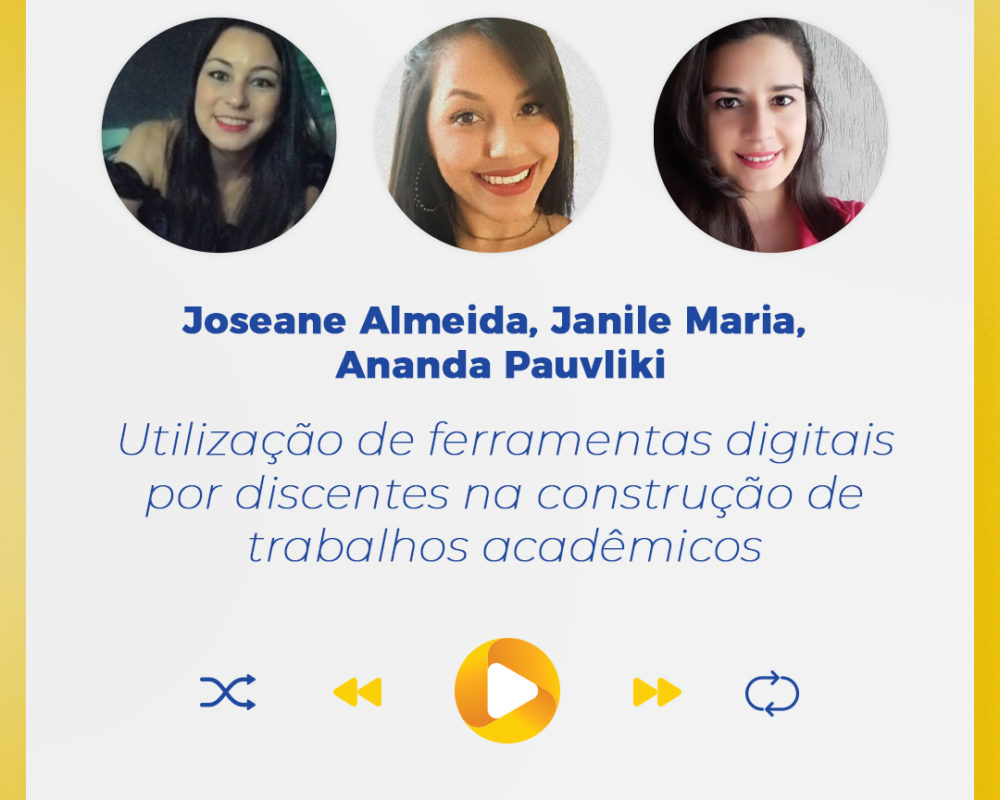 Joseane Almeida, Janile Maria,
Ananda Pauvliki
Utilização de ferramentas digitais
por discentes na construção de
trabalhos acadêmicos